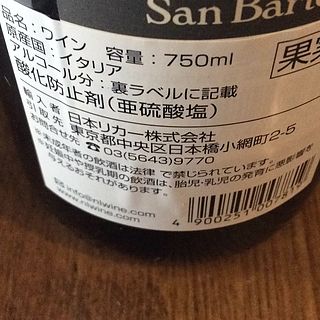 San Barto
品名:ワイン 容量:750ml
原産国:イタリア
アルコール分:裏ラベルに記載
酸化防止剤(亜硫酸塩)
果実
輸入者 日本リカー株式会社
引取先 東京都中央区日本橋小網町2-5
お問合せ先 ☎03(5643)9770
※未成年者の飲酒は法律で禁じられています。
※妊娠中や授乳期の飲酒は、胎児・乳児の発育に悪影響を
与えるおそれがあります。
nlwine.com
www.nlwine.com
4 900251